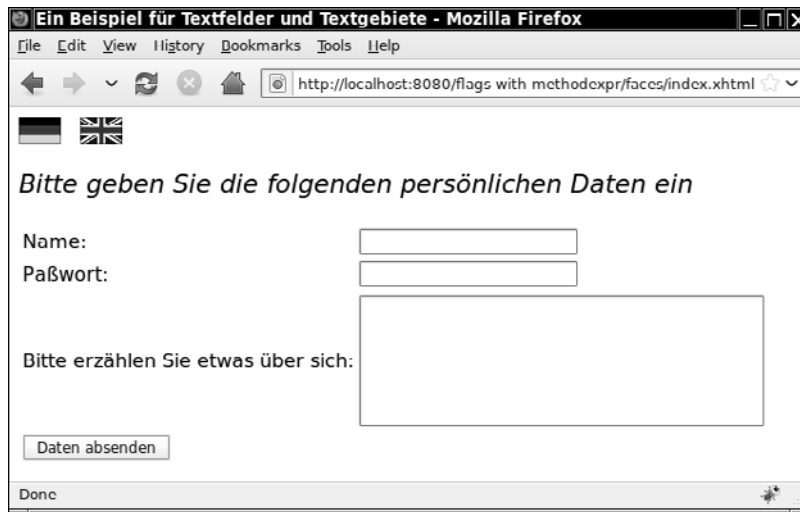 Ein Beispiel für Textfelder und Textgebiete - Mozilla Firefox
File Edit View History Bookmarks Tools Help
http://localhost:8080/flags with methodexpr/faces/index.xhtml
Bitte geben Sie die folgenden persönlichen Daten ein
Name:
Paßwort:
Bitte erzählen Sie etwas über sich:
Daten absenden
Done